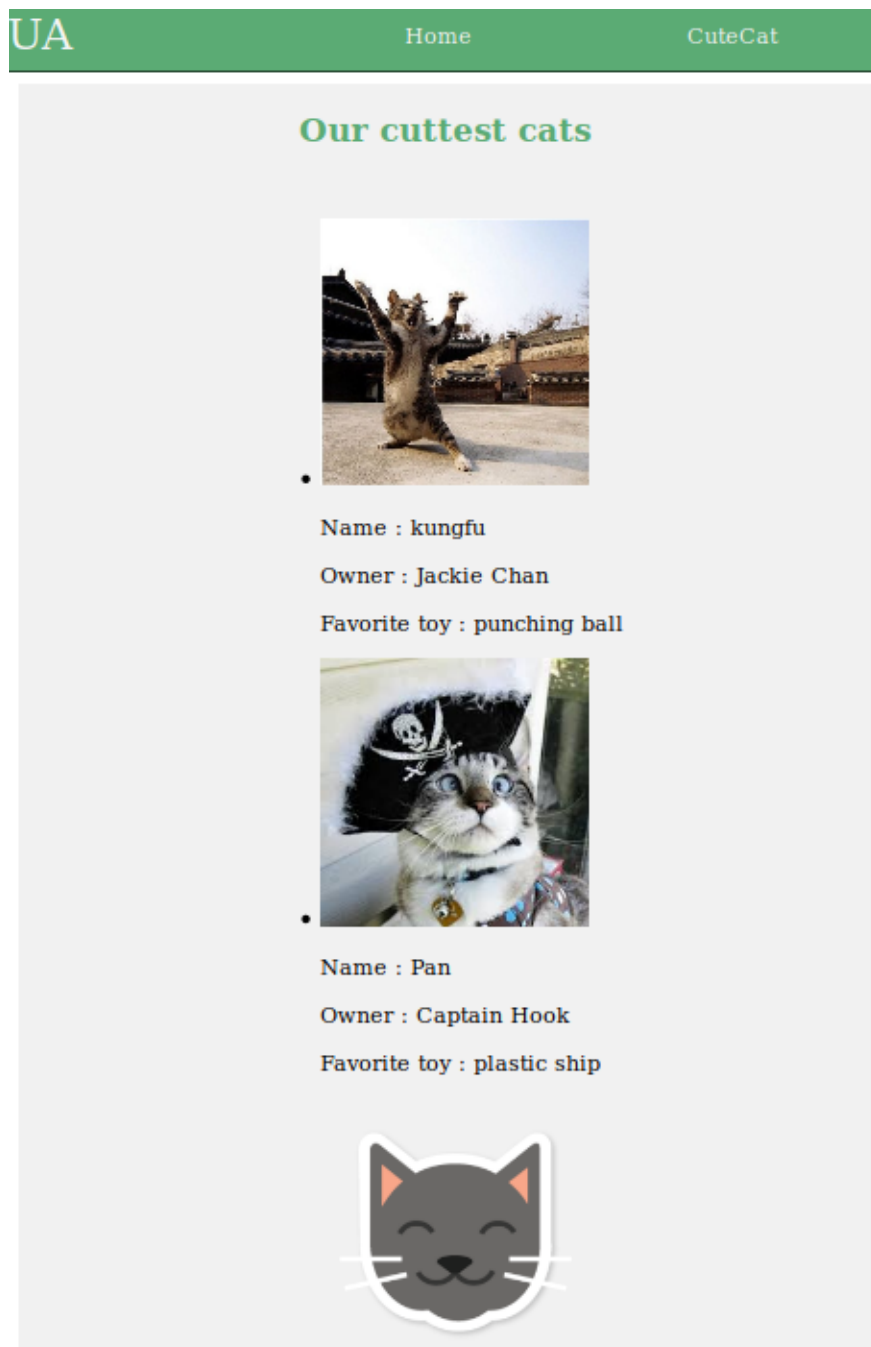 UA
Home
CuteCat
Our cuttest cats
Name : kungfu
Owner : Jackie Chan
Favorite toy : punching ball
Name : Pan
Owner : Captain Hook
Favorite toy : plastic ship